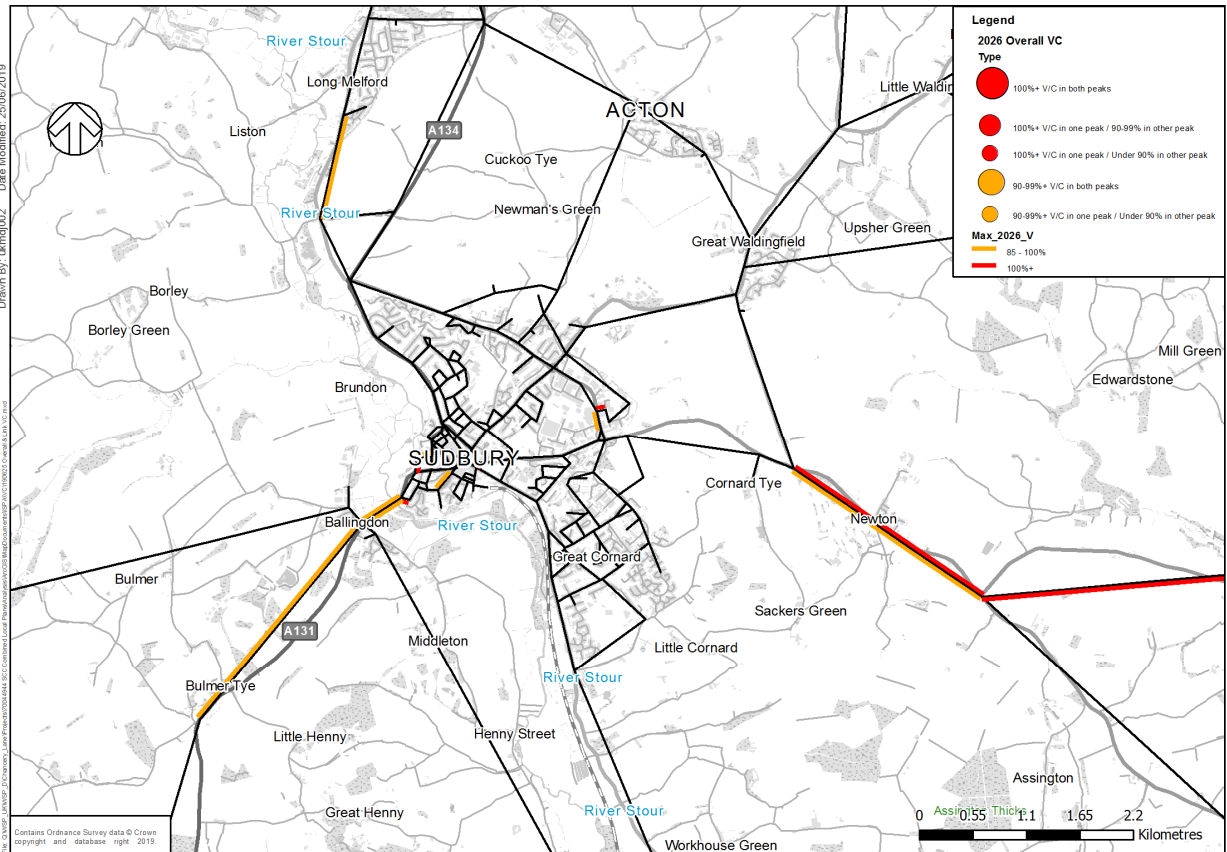 Legend
2026 Overall VC
Type
100%+ V/C in both peaks
100%+ V/C in one peak / 90-99% in other peak
100%+ V/C in one peak / Under 90% in other peak
90-99%+ V/C in both peaks
90-99%+ V/C in one peak / Under 90% in other peak
Max_2026_V
85 - 100%
100%+
River Stour
Long Melford
Little Waldin
ACTON
Liston
A134
Cuckoo Tye
River Stour
Newman's Green
Great Waldingfield
Upsher Green
Borley
Borley Green
Mill Green
Edwardstone
Brundon
SUDBURY
Cornard Tye
Ballingdon
River Stour
Newton
Great Cornard
Bulmer
Sackers Green
A131
Middleton
Little Cornard
River Stour
Bulmer Tye
Little Henny
Henny Street
Assington
Great Henny
River Stour
Workhouse Green
0 0.55 1.1 1.65 2.2
Kilometres
Contains Ordnance Survey data © Crown
copyright and database right 2019.
Date Modified: 25/06/2019